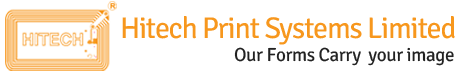 HITECH ®
Hitech Print Systems Limited
Our Forms Carry your image